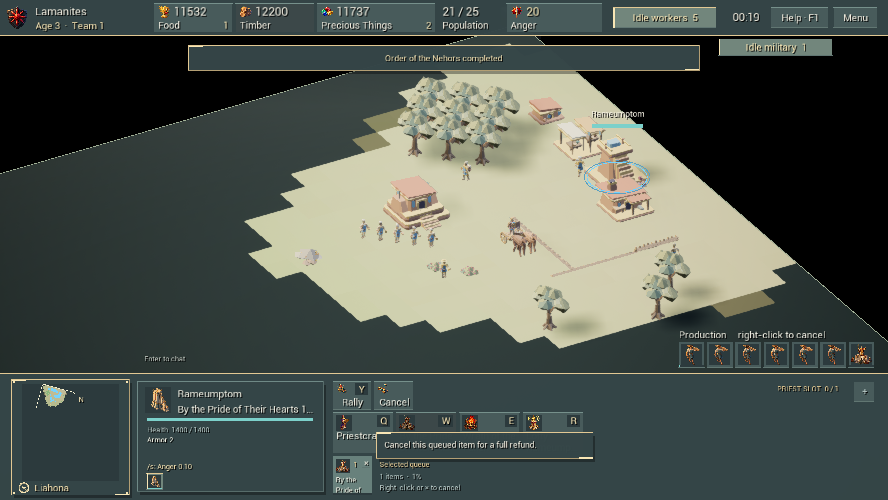 Lamanites
Age 3 · Team 1
11532
Food 1
12200
Timber
11737
Precious Things 2
21 / 25
Population
20
Anger
Idle workers 5
00:19
Help · F1
Menu
Idle military 1
Order of the Nehors completed
Rameumptom
Production right-click to cancel
Enter to chat
N
Liahona
Rameumptom
By the Pride of Their Hearts 1...
Health 1400 / 1400
Armor 2
/s: Anger 0.10
Y
Rally
Cancel
Q
W
E
R
Priestcra
Cancel this queued item for a full refund.
1 ×
By the
Pride of
Selected queue
1 items · 1%
Right-click or × to cancel
PRIEST SLOT 0 / 1
+